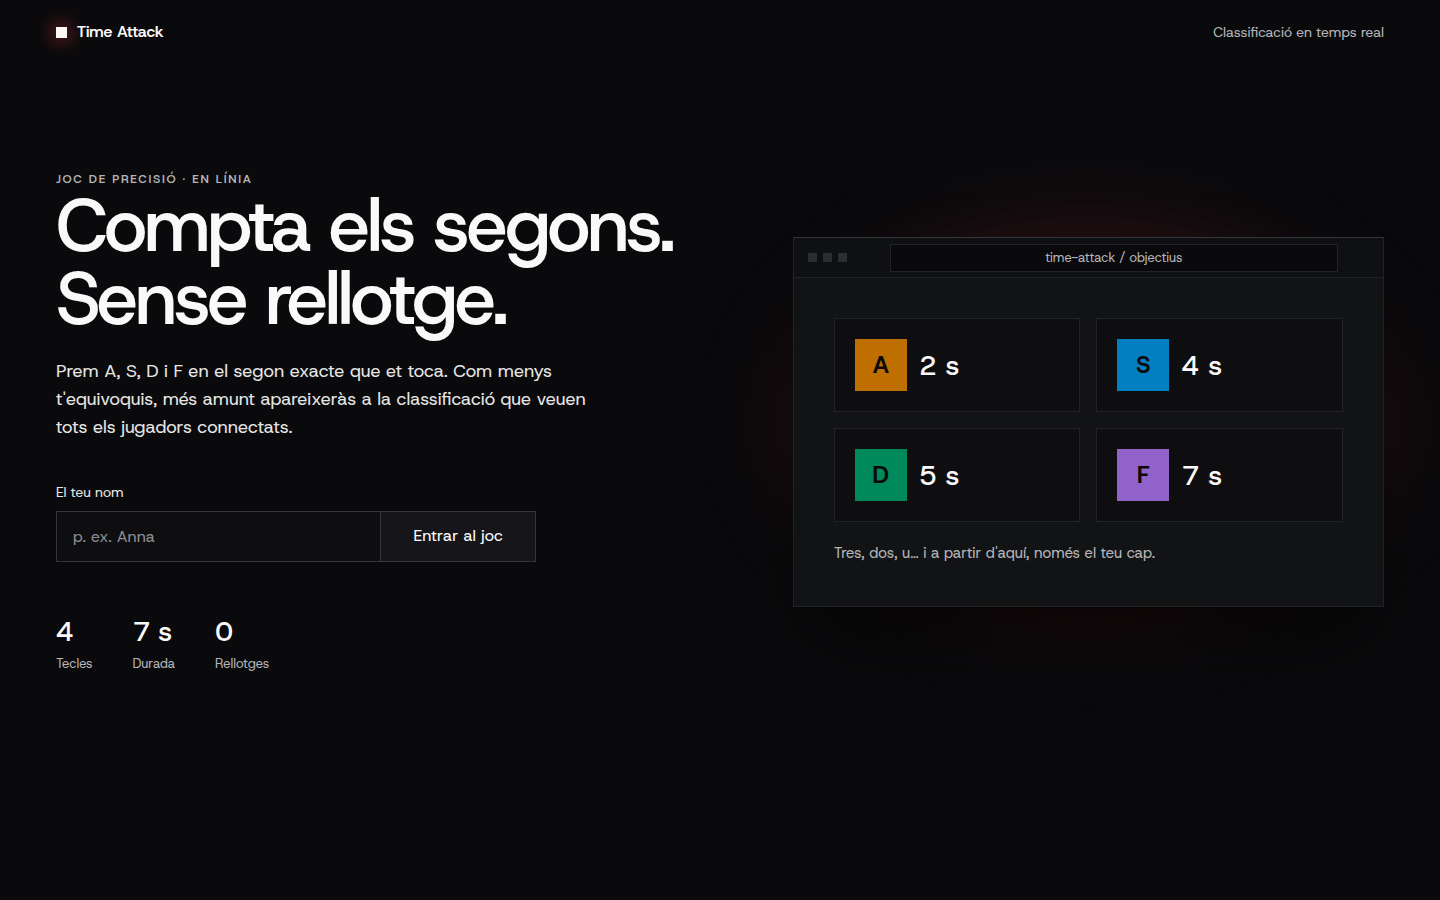 Time Attack
Classificació en temps real
JOC DE PRECISIÓ · EN LÍNIA
Compta els segons.
Sense rellotge.
Prem A, S, D i F en el segon exacte que et toca. Com menys
t'equivoquis, més amunt apareixeràs a la classificació que veuen
tots els jugadors connectats.
El teu nom
p. ex. Anna
Entrar al joc
4
Tecles
7 s
Durada
0
Rellotges
time-attack / objectius
A 2 s
S 4 s
D 5 s
F 7 s
Tres, dos, u… i a partir d'aquí, només el teu cap.